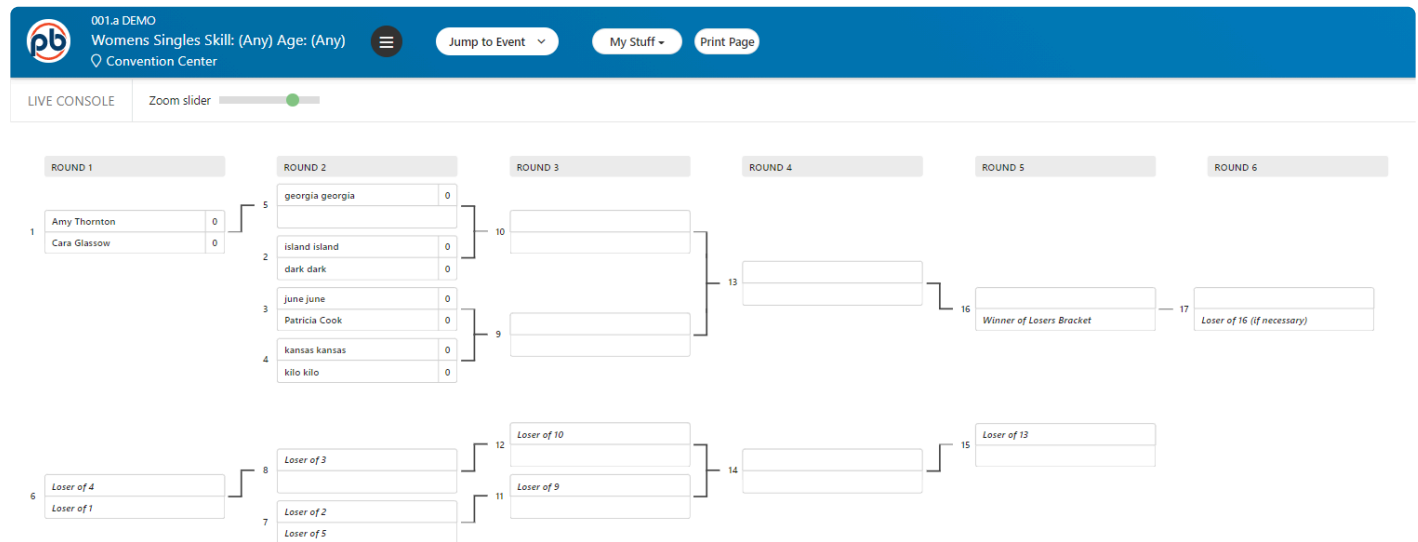 pb
001.a DEMO
Womens Singles Skill: (Any) Age: (Any)
Convention Center
Jump to Event
My Stuff
Print Page
LIVE CONSOLE
Zoom slider
ROUND 1
ROUND 2
ROUND 3
ROUND 4
ROUND 5
ROUND 6
1
Amy Thornton 0
Cara Glassow 0
5
georgia georgia 0
2
island island 0
dark dark 0
3
june june 0
Patricia Cook 0
4
kansas kansas 0
kilo kilo 0
10
9
13
16
Winner of Losers Bracket
17
Loser of 16 (if necessary)
6
Loser of 4
Loser of 1
8
Loser of 3
7
Loser of 2
Loser of 5
12
Loser of 10
11
Loser of 9
14
15
Loser of 13